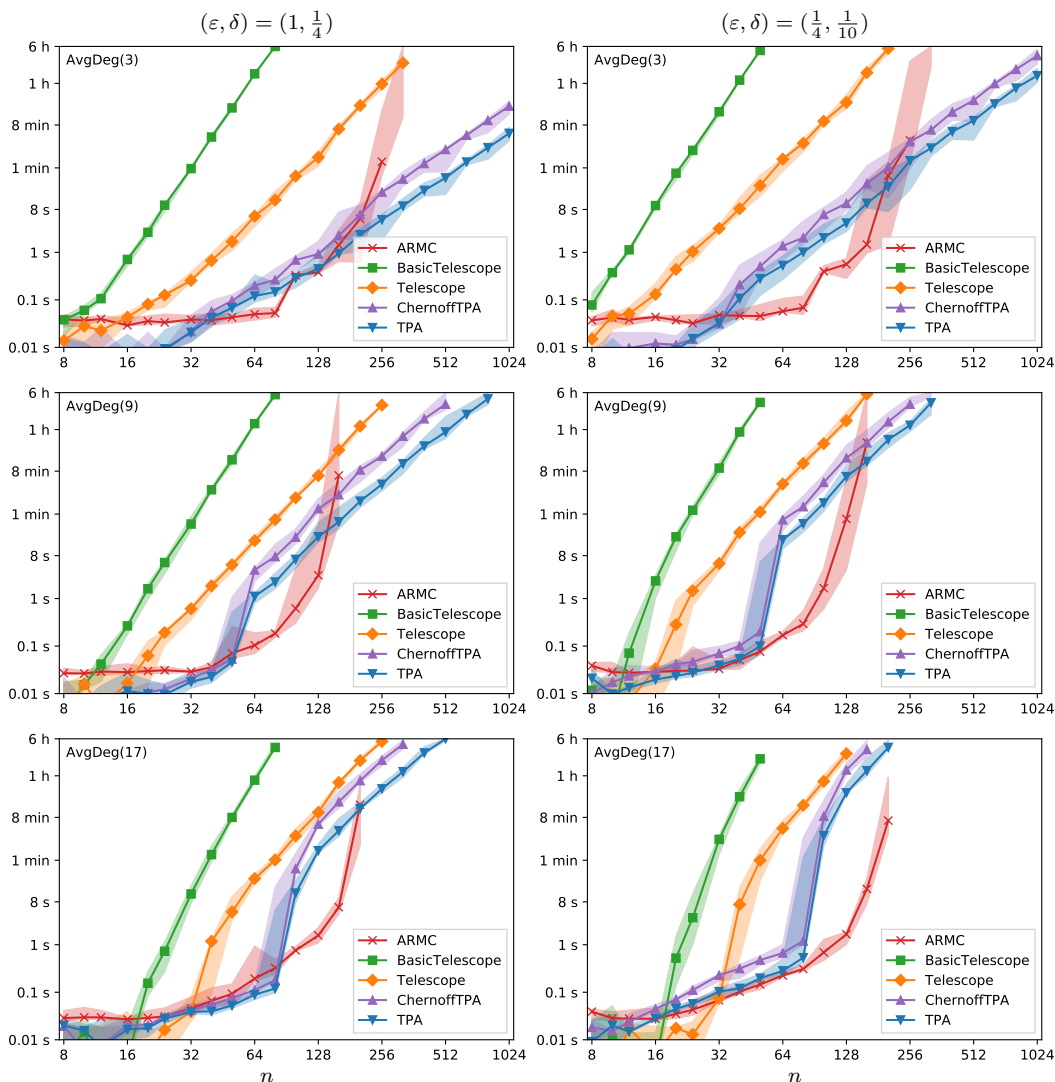 (ε, δ) = (1, 1/4)
(ε, δ) = (1/4, 1/10)
AvgDeg(3)
6 h
1 h
8 min
1 min
8 s
1 s
0.1 s
0.01 s
8 16 32 64 128 256 512 1024
ARMC
BasicTelescope
Telescope
ChernoffTPA
TPA
AvgDeg(3)
6 h
1 h
8 min
1 min
8 s
1 s
0.1 s
0.01 s
8 16 32 64 128 256 512 1024
ARMC
BasicTelescope
Telescope
ChernoffTPA
TPA
AvgDeg(9)
6 h
1 h
8 min
1 min
8 s
1 s
0.1 s
0.01 s
8 16 32 64 128 256 512 1024
ARMC
BasicTelescope
Telescope
ChernoffTPA
TPA
AvgDeg(9)
6 h
1 h
8 min
1 min
8 s
1 s
0.1 s
0.01 s
8 16 32 64 128 256 512 1024
ARMC
BasicTelescope
Telescope
ChernoffTPA
TPA
AvgDeg(17)
6 h
1 h
8 min
1 min
8 s
1 s
0.1 s
0.01 s
8 16 32 64 128 256 512 1024
n
ARMC
BasicTelescope
Telescope
ChernoffTPA
TPA
AvgDeg(17)
6 h
1 h
8 min
1 min
8 s
1 s
0.1 s
0.01 s
8 16 32 64 128 256 512 1024
n
ARMC
BasicTelescope
Telescope
ChernoffTPA
TPA